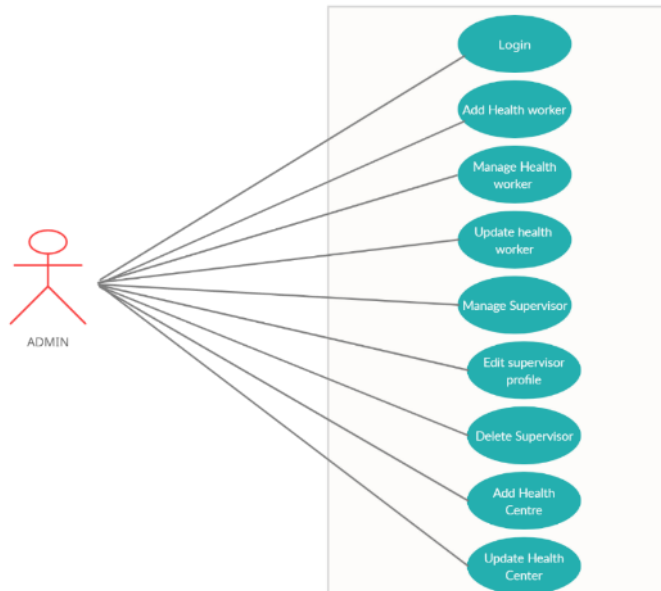 Login
Add Health worker
Manage Health
worker
Update health
worker
Manage Supervisor
ADMIN
Edit supervisor
profile
Delete Supervisor
Add Health
Centre
Update Health
Center